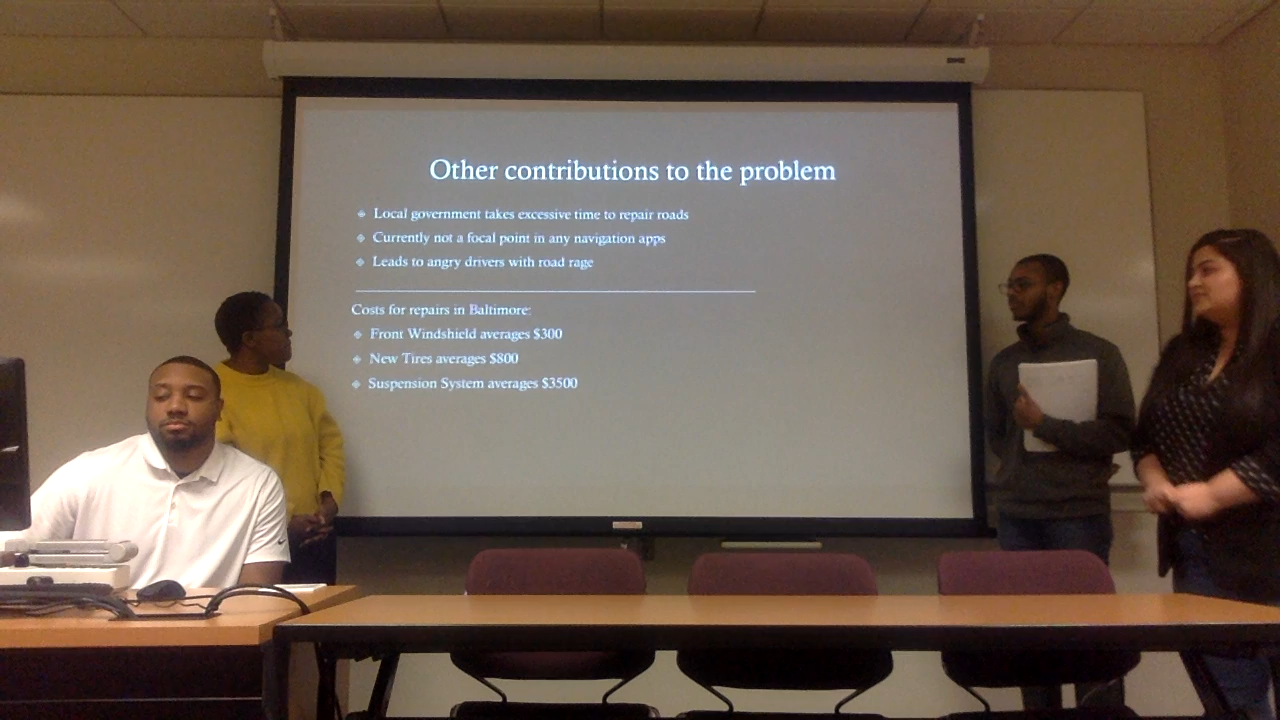 Other contributions to the problem
Local government takes excessive time to repair roads
Currently not a focal point in any navigation apps
Leads to angry drivers with road rage
Costs for repairs in Baltimore:
Front Windshield averages $300
New Tires averages $800
Suspension System averages $3500